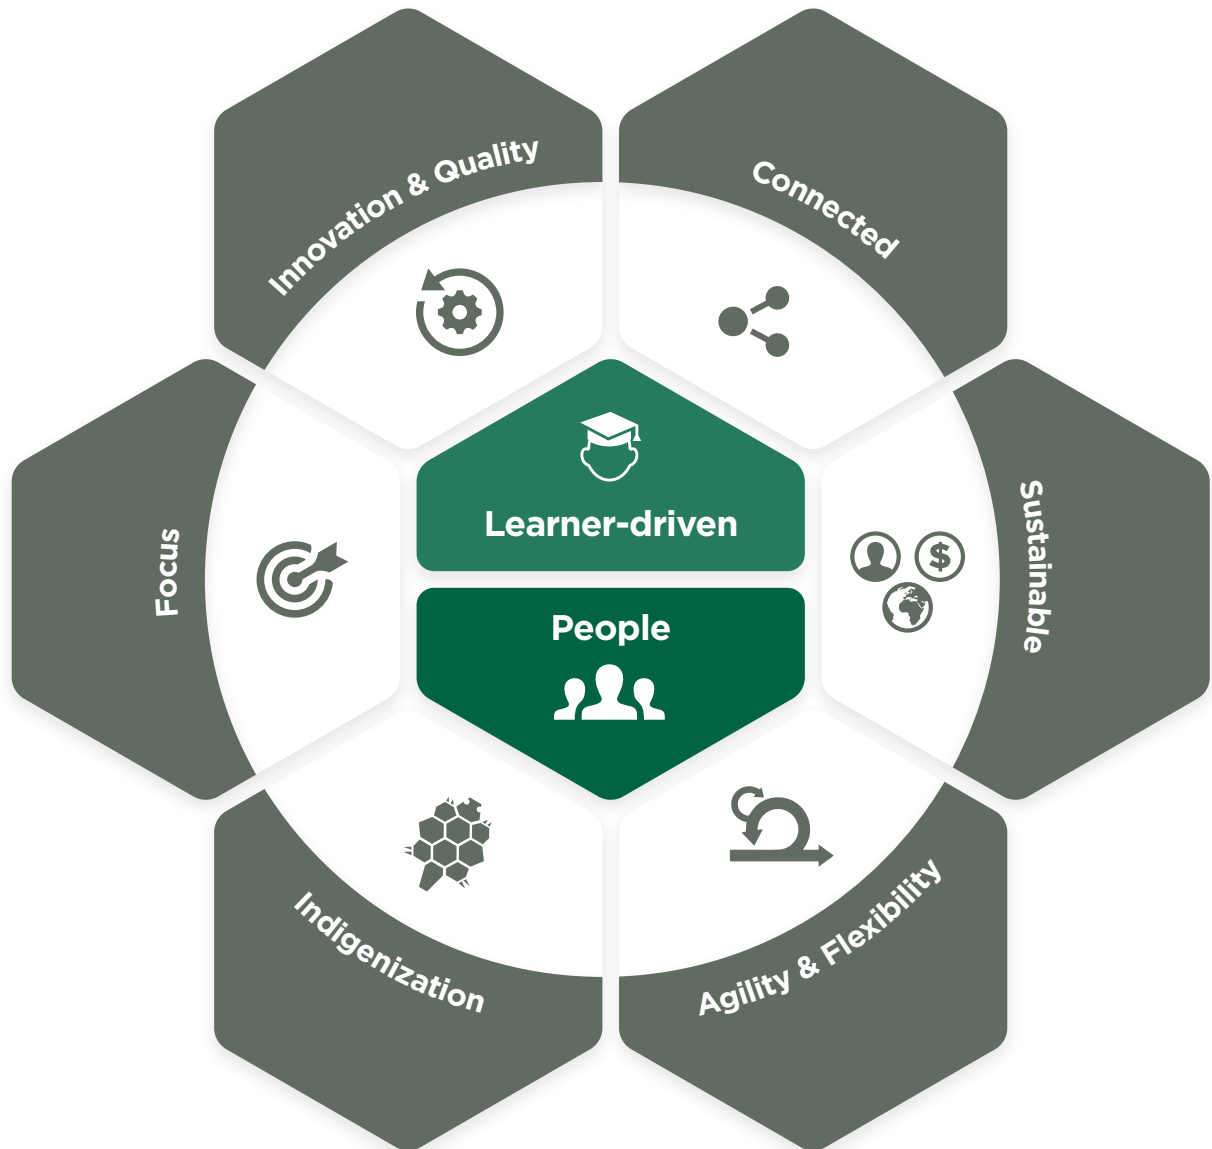 Innovation & Quality
Connected
Learner-driven
People
Focus
Sustainable
$
Indigenization
Agility & Flexibility